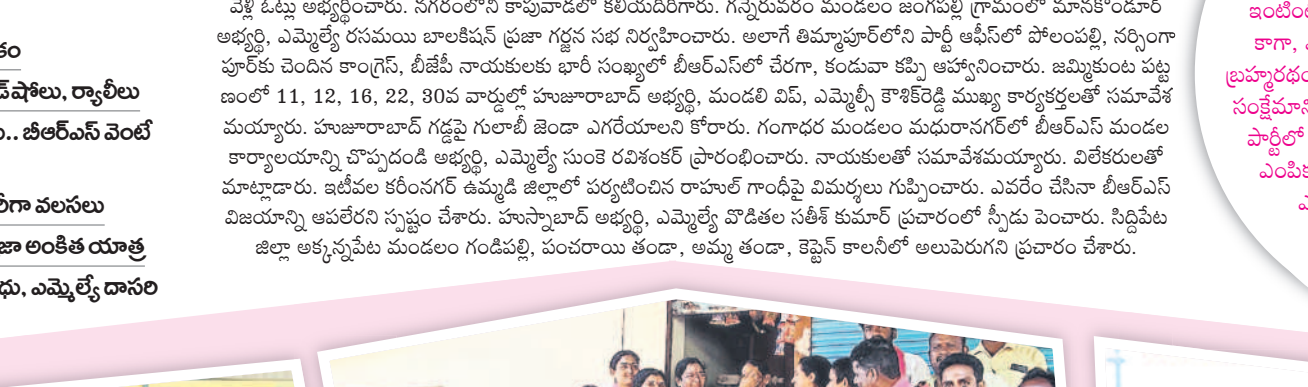 కం
డ్‌షోలు, ర్యాలీలు
.. బీఆర్ఎస్ వెంటే
రీగా వలసలు
జా అంకిత యాత్ర
ధు, ఎమ్మెల్యే దాసరి
వెళ్లి ఓట్లు అభ్యర్థించారు. నగరంలోని కాపువాడలో కలియదిరిగారు. గన్నేరువరం మండలం జంగపల్లి గ్రామంలో మానకొండూర్
అభ్యర్థి, ఎమ్మెల్యే రసమయి బాలకిషన్ ప్రజా గర్జన సభ నిర్వహించారు. అలాగే తిమ్మాపూర్‌లోని పార్టీ ఆఫీస్‌లో పోలంపల్లి, నర్సింగా
పూర్‌కు చెందిన కాంగ్రెస్, బీజేపీ నాయకులకు భారీ సంఖ్యలో బీఆర్ఎస్‌లో చేరగా, కండువా కప్పి ఆహ్వానించారు. జమ్మికుంట పట్ట
ణంలో 11, 12, 16, 22, 30వ వార్డుల్లో హుజూరాబాద్ అభ్యర్థి, మండలి విప్, ఎమ్మెల్సీ కౌశిక్‌రెడ్డి ముఖ్య కార్యకర్తలతో సమావేశ
మయ్యారు. హుజూరాబాద్ గడ్డపై గులాబీ జెండా ఎగరేయాలని కోరారు. గంగాధర మండలం మధురానగర్‌లో బీఆర్ఎస్ మండల
కార్యాలయాన్ని చొప్పదండి అభ్యర్థి, ఎమ్మెల్యే సుంకె రవిశంకర్ ప్రారంభించారు. నాయకులతో సమావేశమయ్యారు. విలేకరులతో
మాట్లాడారు. ఇటీవల కరీంనగర్ ఉమ్మడి జిల్లాలో పర్యటించిన రాహుల్ గాంధీపై విమర్శలు గుప్పించారు. ఎవరేం చేసినా బీఆర్ఎస్
విజయాన్ని ఆపలేరని స్పష్టం చేశారు. హుస్నాబాద్ అభ్యర్థి, ఎమ్మెల్యే వొడితల సతీశ్ కుమార్ ప్రచారంలో స్పీడు పెంచారు. సిద్దిపేట
జిల్లా అక్కన్నపేట మండలం గండిపల్లి, పంచరాయి తండా, అమ్మ తండా, కెప్టెన్ కాలనీలో అలుపెరుగని ప్రచారం చేశారు.
ఇంటింట
కాగా,
బ్రహ్మరథం
సంక్షేమాని
పార్టీలో
ఎంపిక